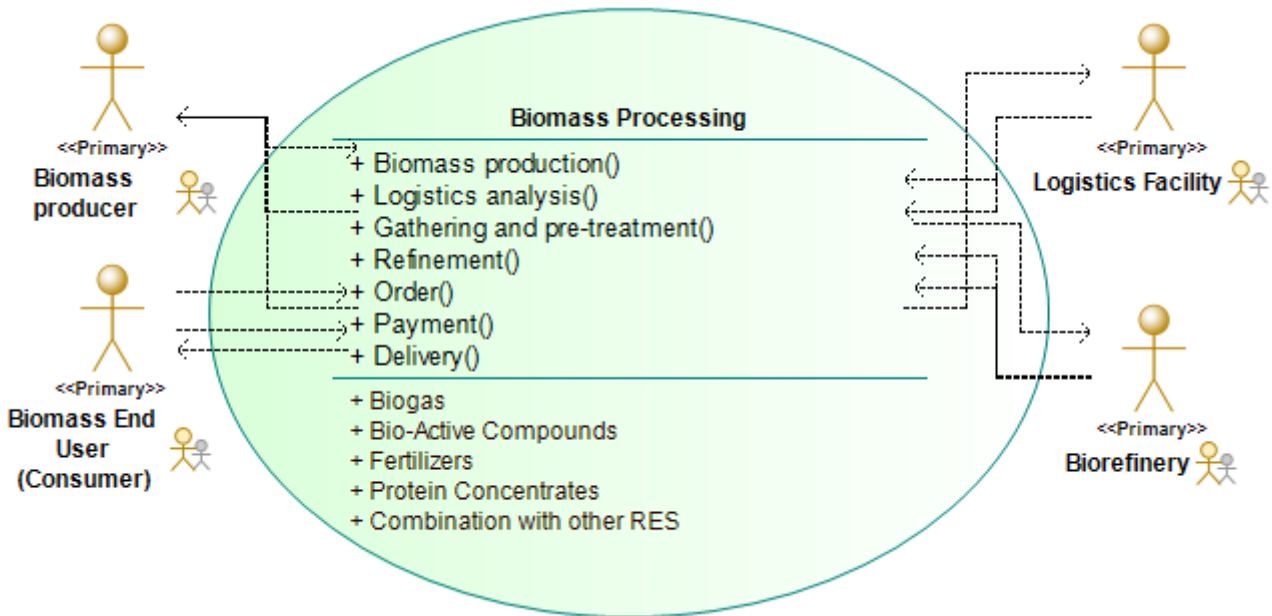 <<Primary>>
Biomass
producer
<<Primary>>
Biomass End
User
(Consumer)
Biomass Processing
+ Biomass production()
+ Logistics analysis()
+ Gathering and pre-treatment()
+ Refinement()
+ Order()
+ Payment()
+ Delivery()
+ Biogas
+ Bio-Active Compounds
+ Fertilizers
+ Protein Concentrates
+ Combination with other RES
<<Primary>>
Logistics Facility
<<Primary>>
Biorefinery